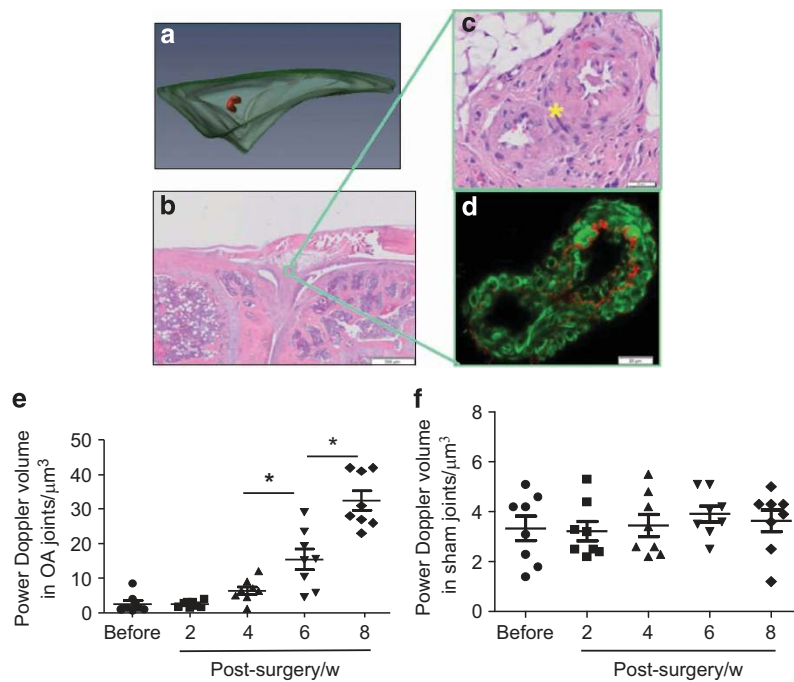 a
c
b
d
e
f
Power Doppler volume
in OA joints/μm³
50
40
30
20
10
0
*
*
Before
2
4
6
8
Post-surgery/w
Power Doppler volume
in sham joints/μm³
8
6
4
2
0
Before
2
4
6
8
Post-surgery/w